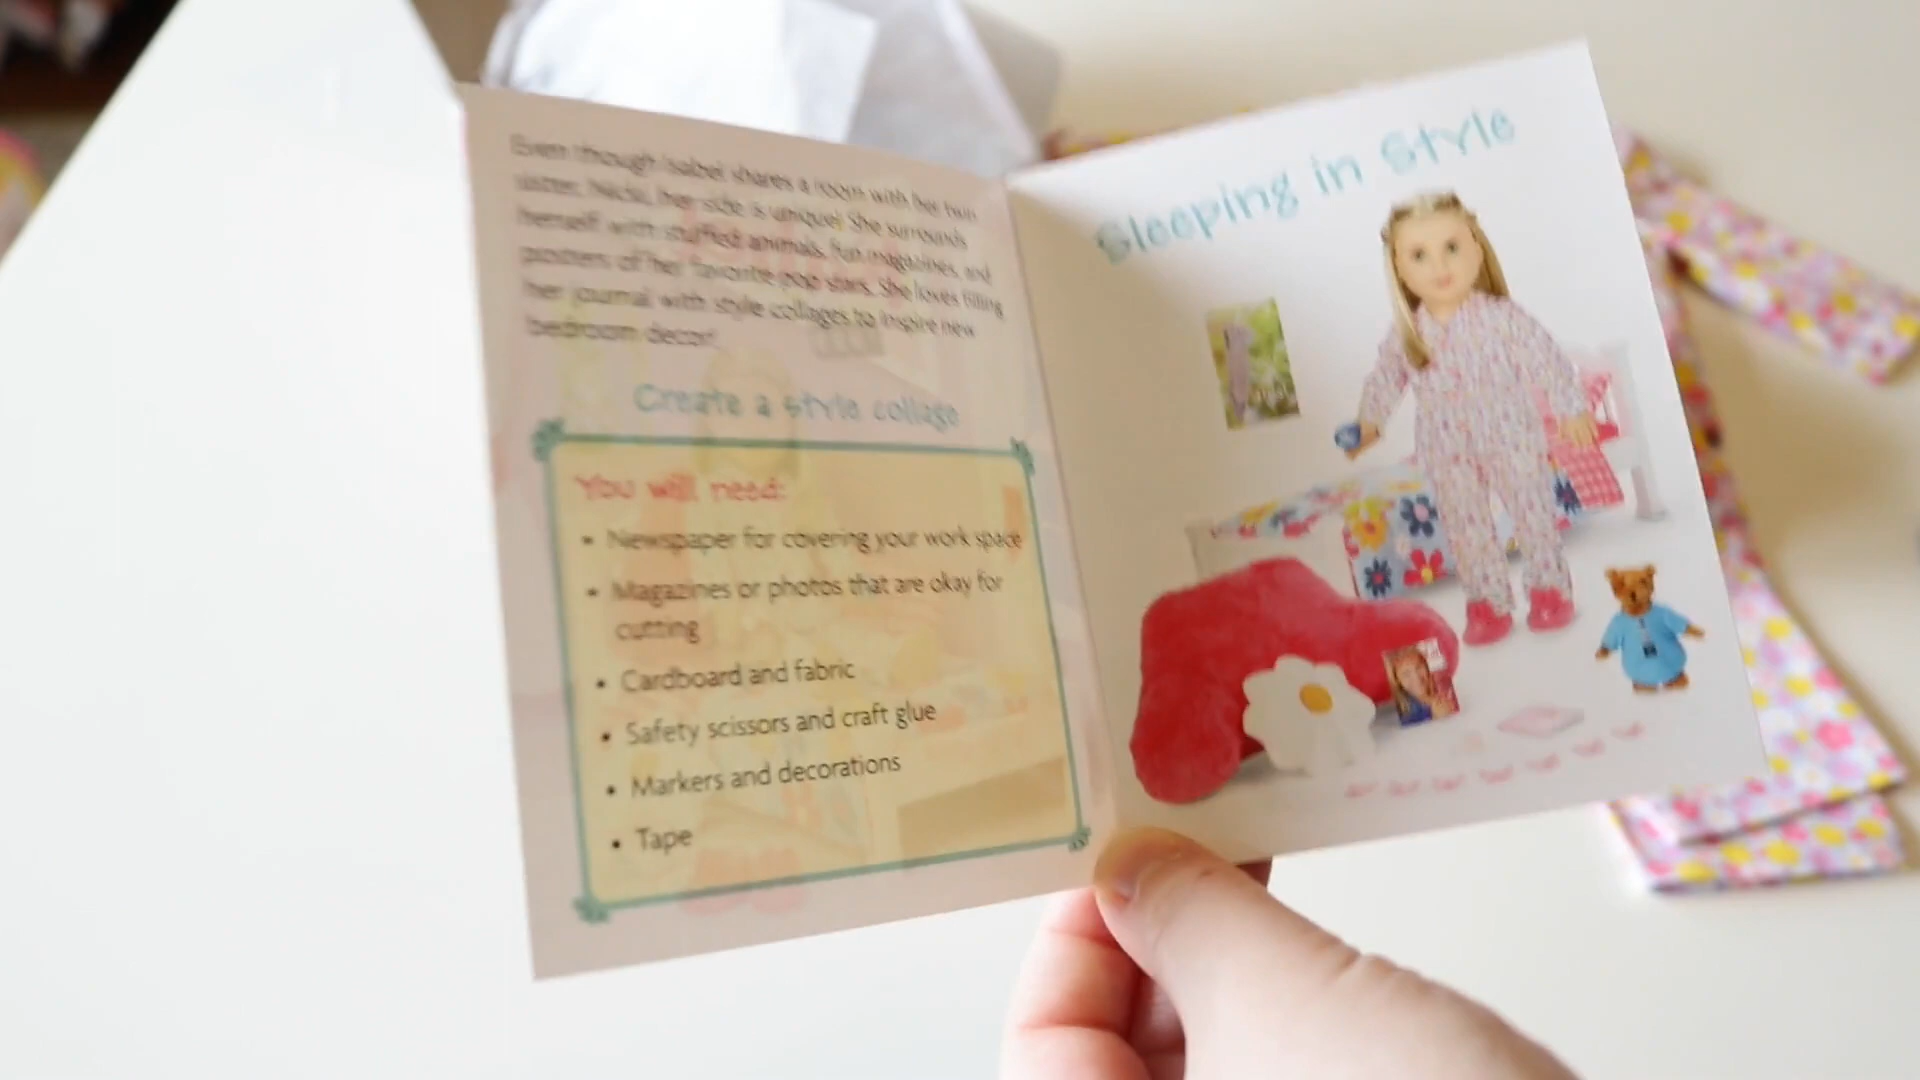 Even though Isabel shares a room with her twin
sister, Nicki, her side is unique! She surrounds
herself with stuffed animals, fun magazines, and
posters of her favorite pop stars. She loves filling
her journal with style collages to inspire new
bedroom decor!
Create a style collage
You will need:
• Newspaper for covering your work space
• Magazines or photos that are okay for
cutting
• Cardboard and fabric
• Safety scissors and craft glue
• Markers and decorations
• Tape
Sleeping in Style